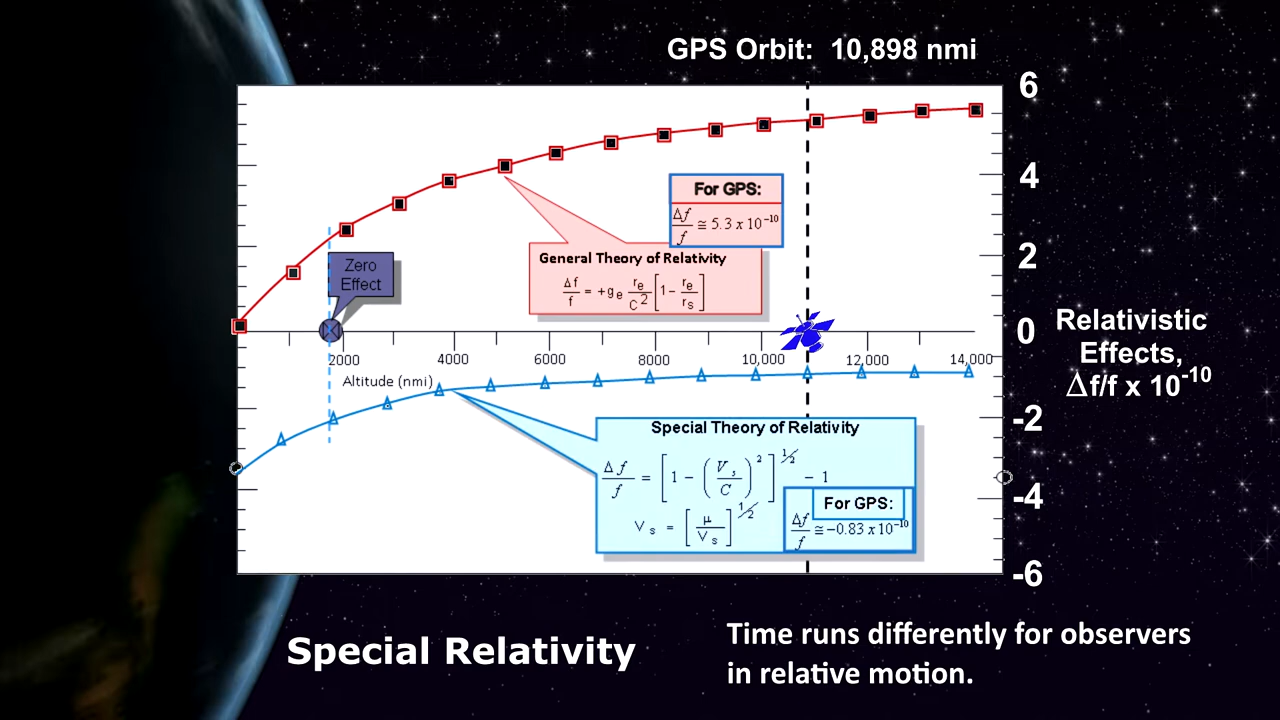 GPS Orbit: 10,898 nmi
6
4
2
0
-2
-4
-6
Relativistic
Effects,
Δf/f x 10⁻¹⁰
For GPS:
Δf/f ≅ 5.3 x 10⁻¹⁰
General Theory of Relativity
Δf/f = +gₑ rₑ/C² [1 - rₑ/rₛ]
Zero
Effect
2000 4000 6000 8000 10,000 12,000 14,000
Altitude (nmi)
Special Theory of Relativity
Δf/f = [1 - (Vₛ/C)²]^½ - 1
Vₛ = [μ/Vₛ]^½
For GPS:
Δf/f ≅ -0.83 x 10⁻¹⁰
Special Relativity
Time runs differently for observers
in relative motion.